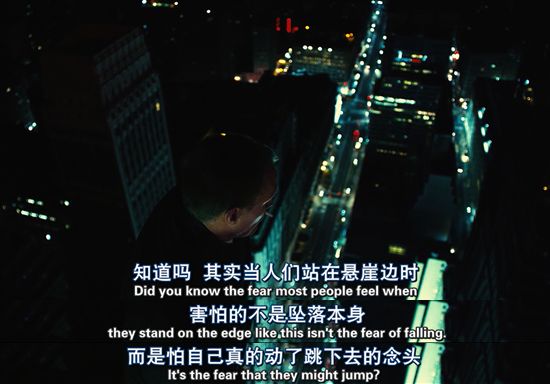 知道吗 其实当人们站在悬崖边时
Did you know the fear most people feel when
害怕的不是坠落本身
they stand on the edge like this isn't the fear of falling.
而是怕自己真的动了跳下去的念头
It's the fear that they might jump?